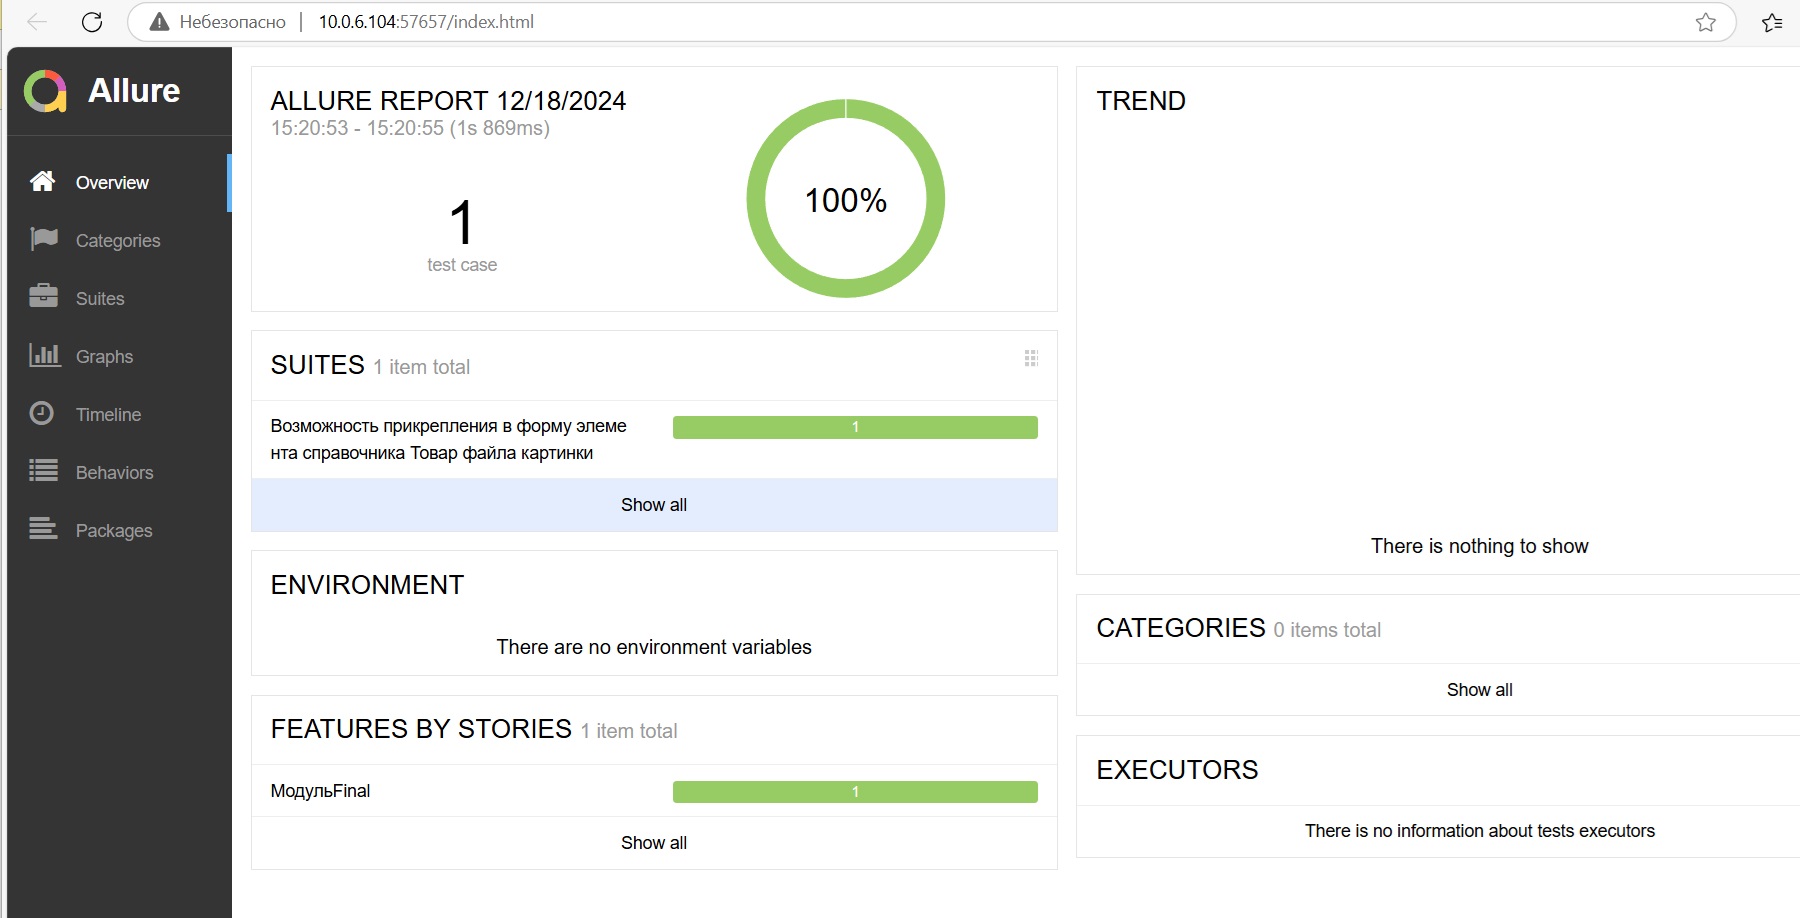 Небезопасно
10.0.6.104:57657/index.html
Allure
Overview
Categories
Suites
Graphs
Timeline
Behaviors
Packages
ALLURE REPORT 12/18/2024
15:20:53 - 15:20:55 (1s 869ms)
1
test case
100%
SUITES 1 item total
Возможность прикрепления в форму элеме
нта справочника Товар файла картинки
1
Show all
ENVIRONMENT
There are no environment variables
FEATURES BY STORIES 1 item total
МодульFinal
1
Show all
TREND
There is nothing to show
CATEGORIES 0 items total
Show all
EXECUTORS
There is no information about tests executors